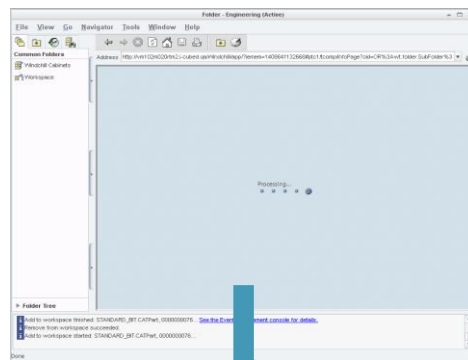 Folder - Engineering (Active)
File View Go Navigator Tools Window Help
Common Folders
Address
Windchill Cabinets
Workspace
Processing...
Folder Tree
Add to workspace finished. STANDARD_BIT.CATPart, 0000000076... See the Event
ment console for details.
Remove from workspace succeeded.
Add to workspace started. STANDARD_BIT.CATPart, 0000000076...
Done